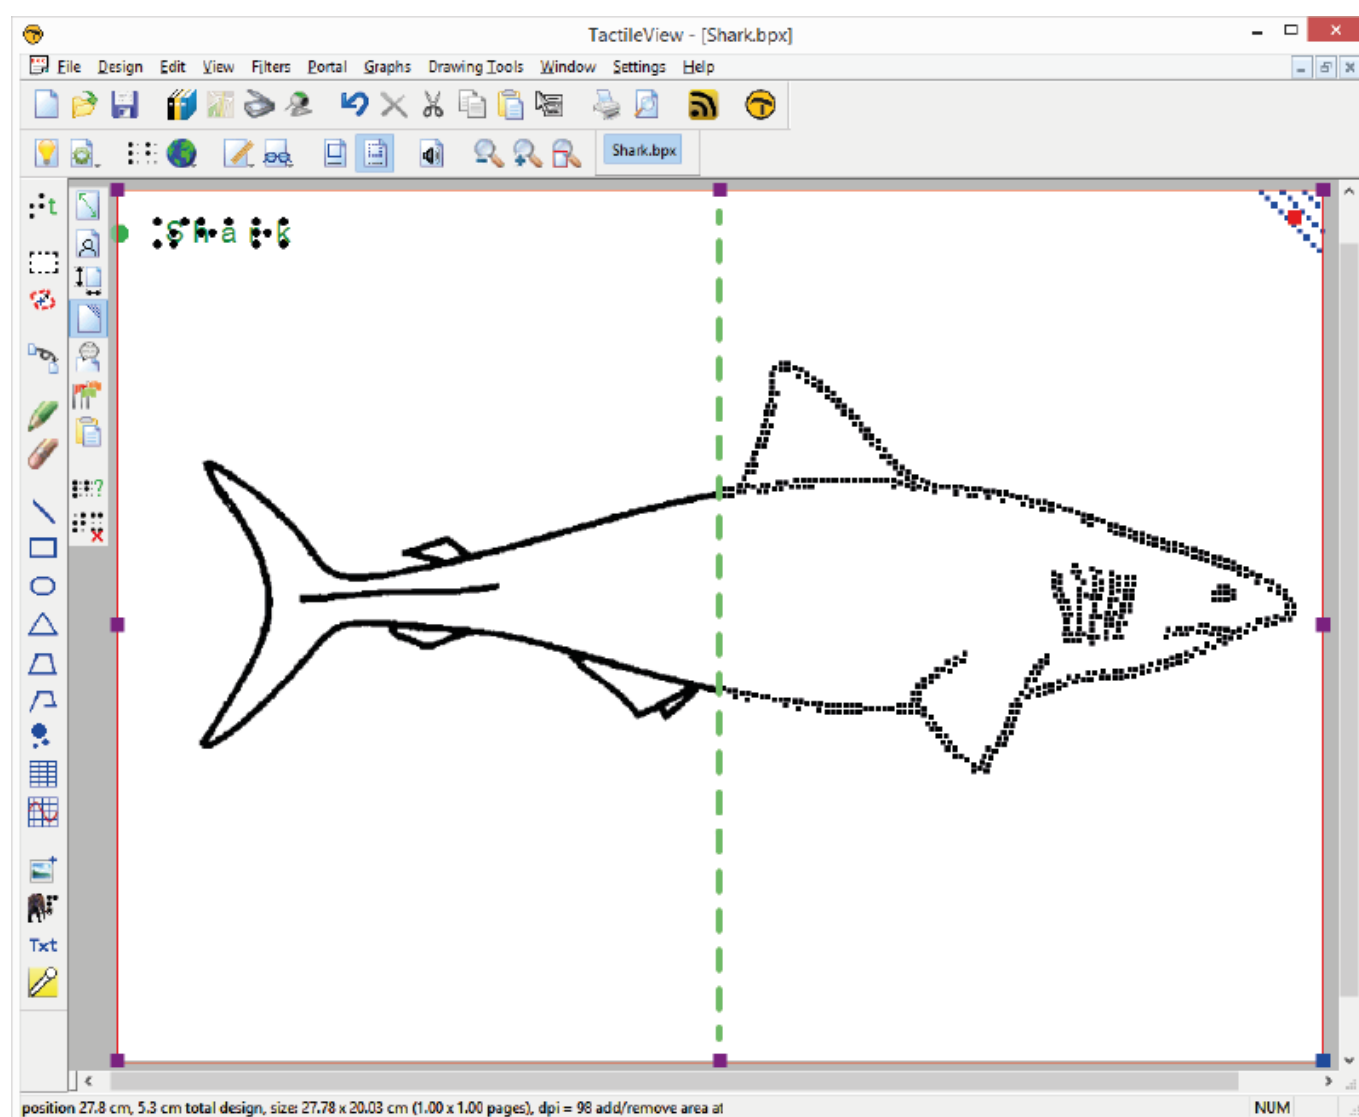 TactileView - [Shark.bpx]
File Design Edit View Filters Portal Graphs Drawing Tools Window Settings Help
Shark.bpx
t
Shark
?
x
Txt
position 27.8 cm, 5.3 cm total design, size: 27.78 x 20.03 cm (1.00 x 1.00 pages), dpi = 98 add/remove area at
NUM